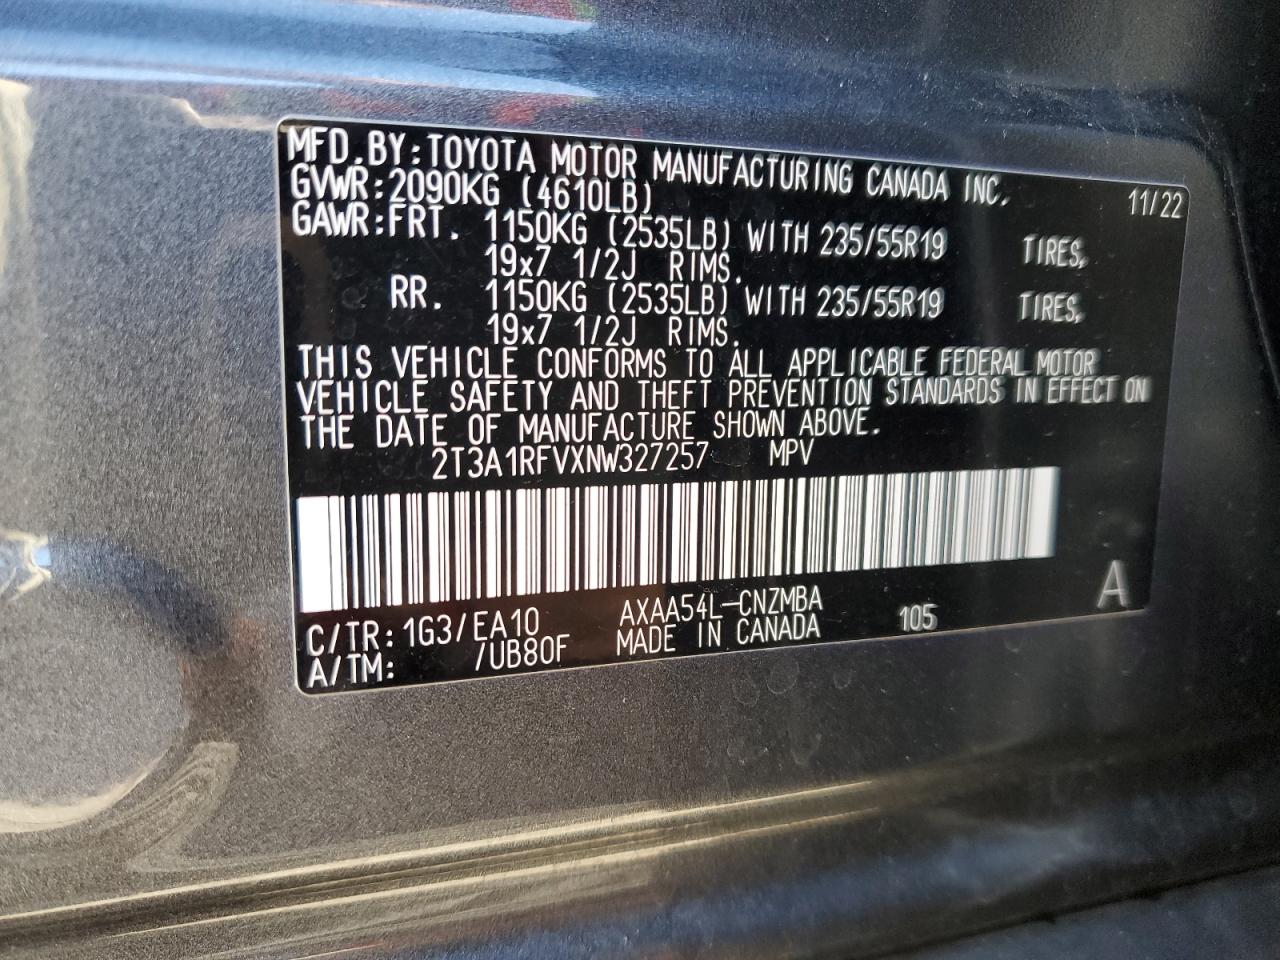 MFD.BY:TOYOTA MOTOR MANUFACTURING CANADA INC. 11/22
GVWR:2090KG (4610LB)
GAWR:FRT. 1150KG (2535LB) WITH 235/55R19 TIRES,
19x7 1/2J RIMS.
RR. 1150KG (2535LB) WITH 235/55R19 TIRES,
19x7 1/2J RIMS.
THIS VEHICLE CONFORMS TO ALL APPLICABLE FEDERAL MOTOR
VEHICLE SAFETY AND THEFT PREVENTION STANDARDS IN EFFECT ON
THE DATE OF MANUFACTURE SHOWN ABOVE.
2T3A1RFVXNW327257 MPV
A
C/TR:1G3/EA10 AXAA54L-CNZMBA 105
A/TM: /UB80F MADE IN CANADA